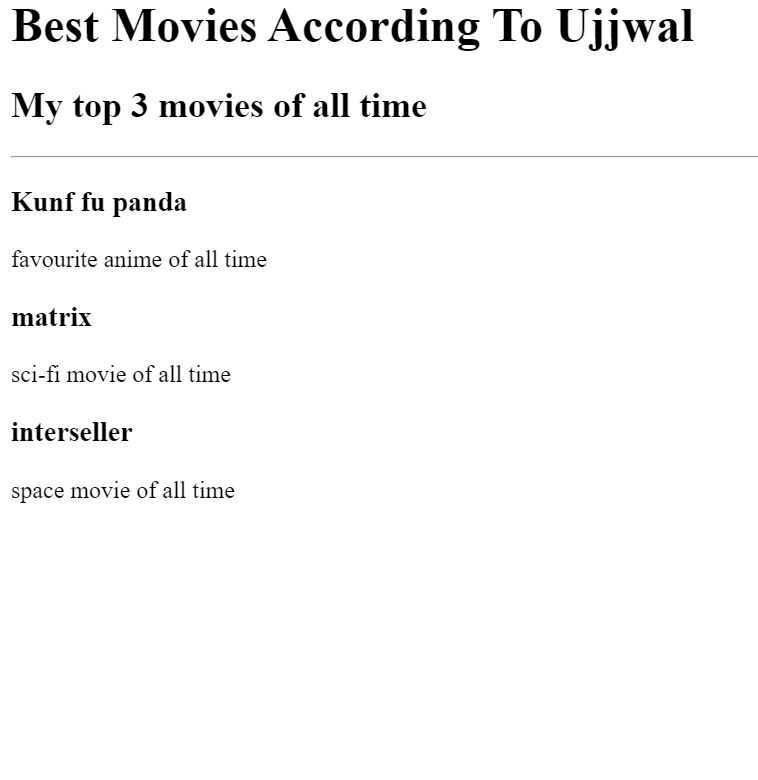 Best Movies According To Ujjwal
My top 3 movies of all time
Kunf fu panda
favourite anime of all time
matrix
sci-fi movie of all time
interseller
space movie of all time